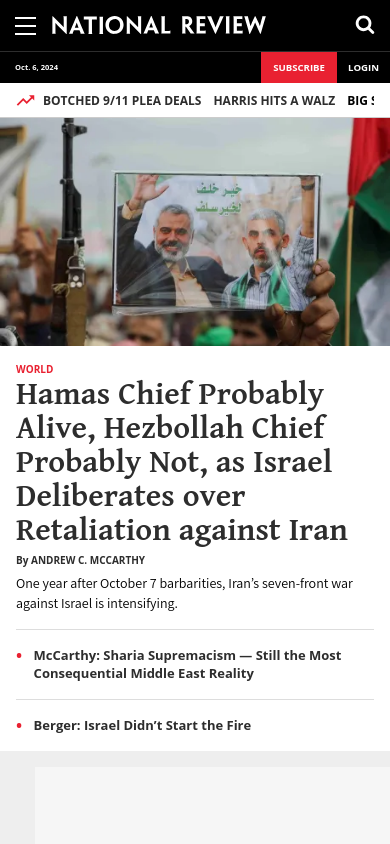 NATIONAL REVIEW
Oct. 6, 2024
SUBSCRIBE
LOGIN
BOTCHED 9/11 PLEA DEALS HARRIS HITS A WALZ BIG
خير خلف
لخير سلف
WORLD
Hamas Chief Probably
Alive, Hezbollah Chief
Probably Not, as Israel
Deliberates over
Retaliation against Iran
By ANDREW C. MCCARTHY
One year after October 7 barbarities, Iran’s seven-front war
against Israel is intensifying.
• McCarthy: Sharia Supremacism — Still the Most
Consequential Middle East Reality
• Berger: Israel Didn’t Start the Fire